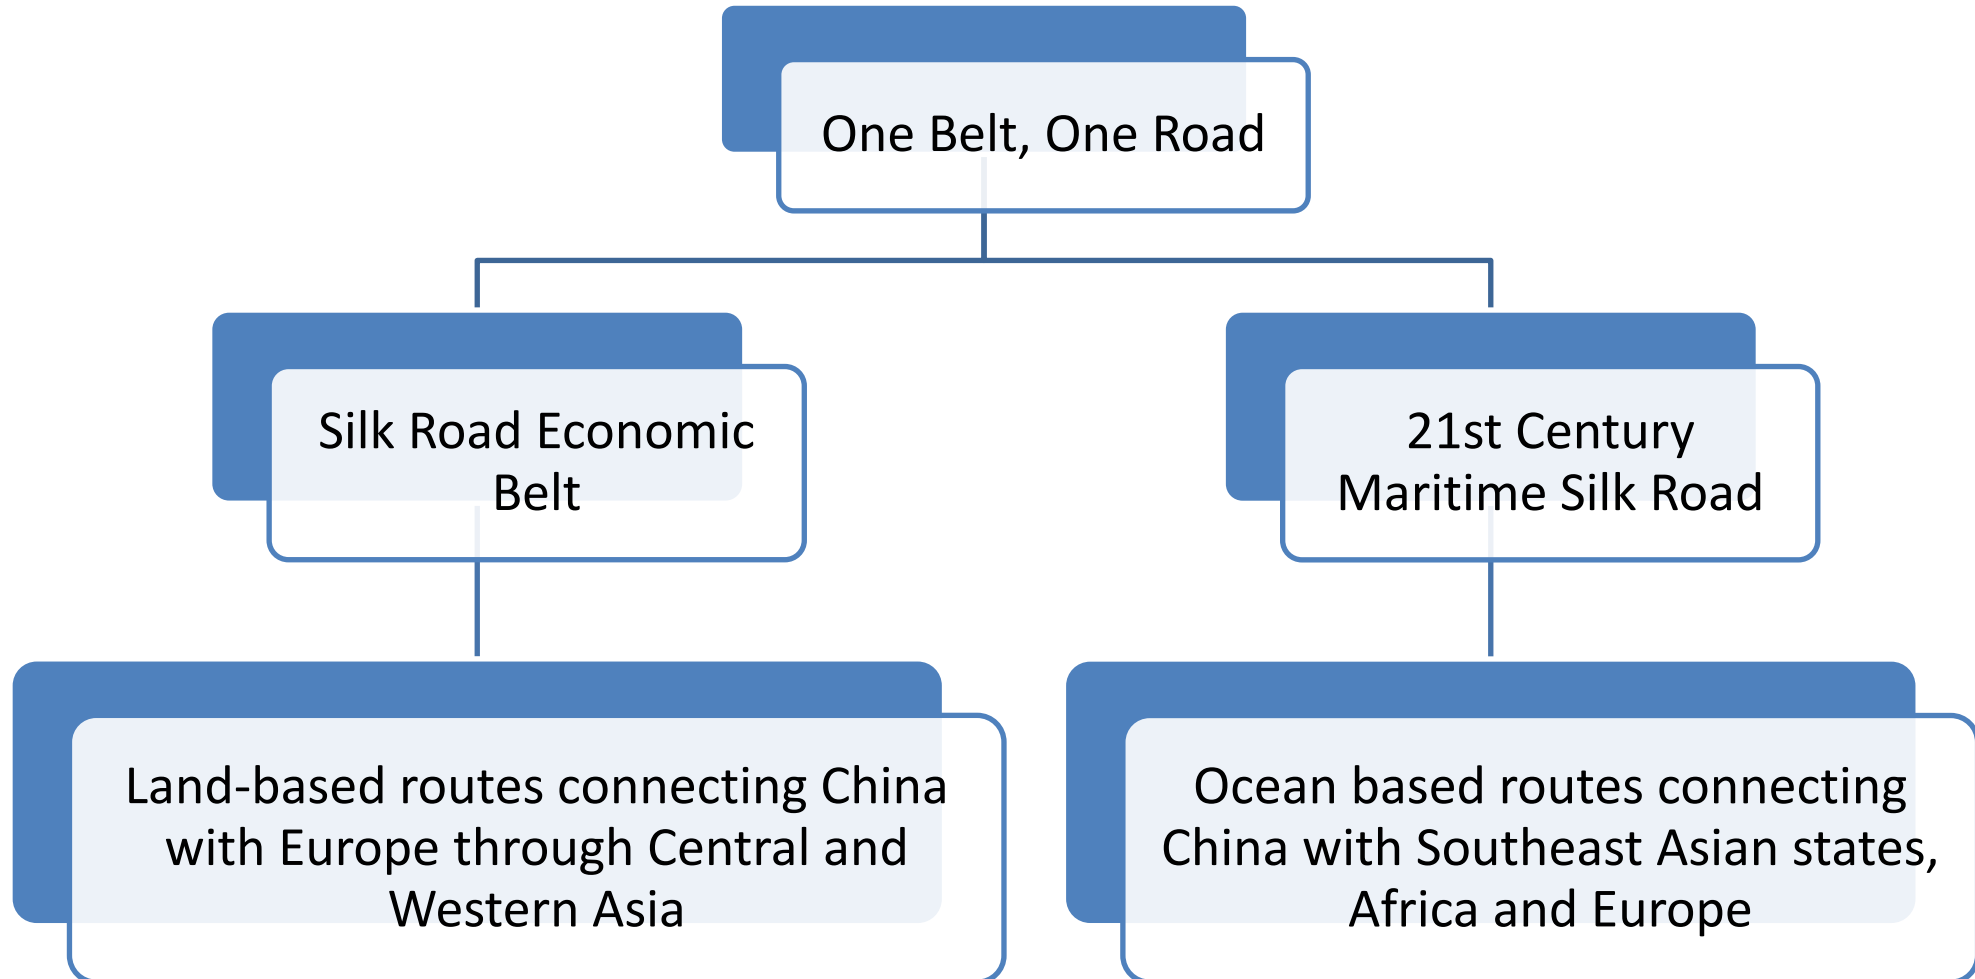 One Belt, One Road
Silk Road Economic
Belt
21st Century
Maritime Silk Road
Land-based routes connecting China
with Europe through Central and
Western Asia
Ocean based routes connecting
China with Southeast Asian states,
Africa and Europe